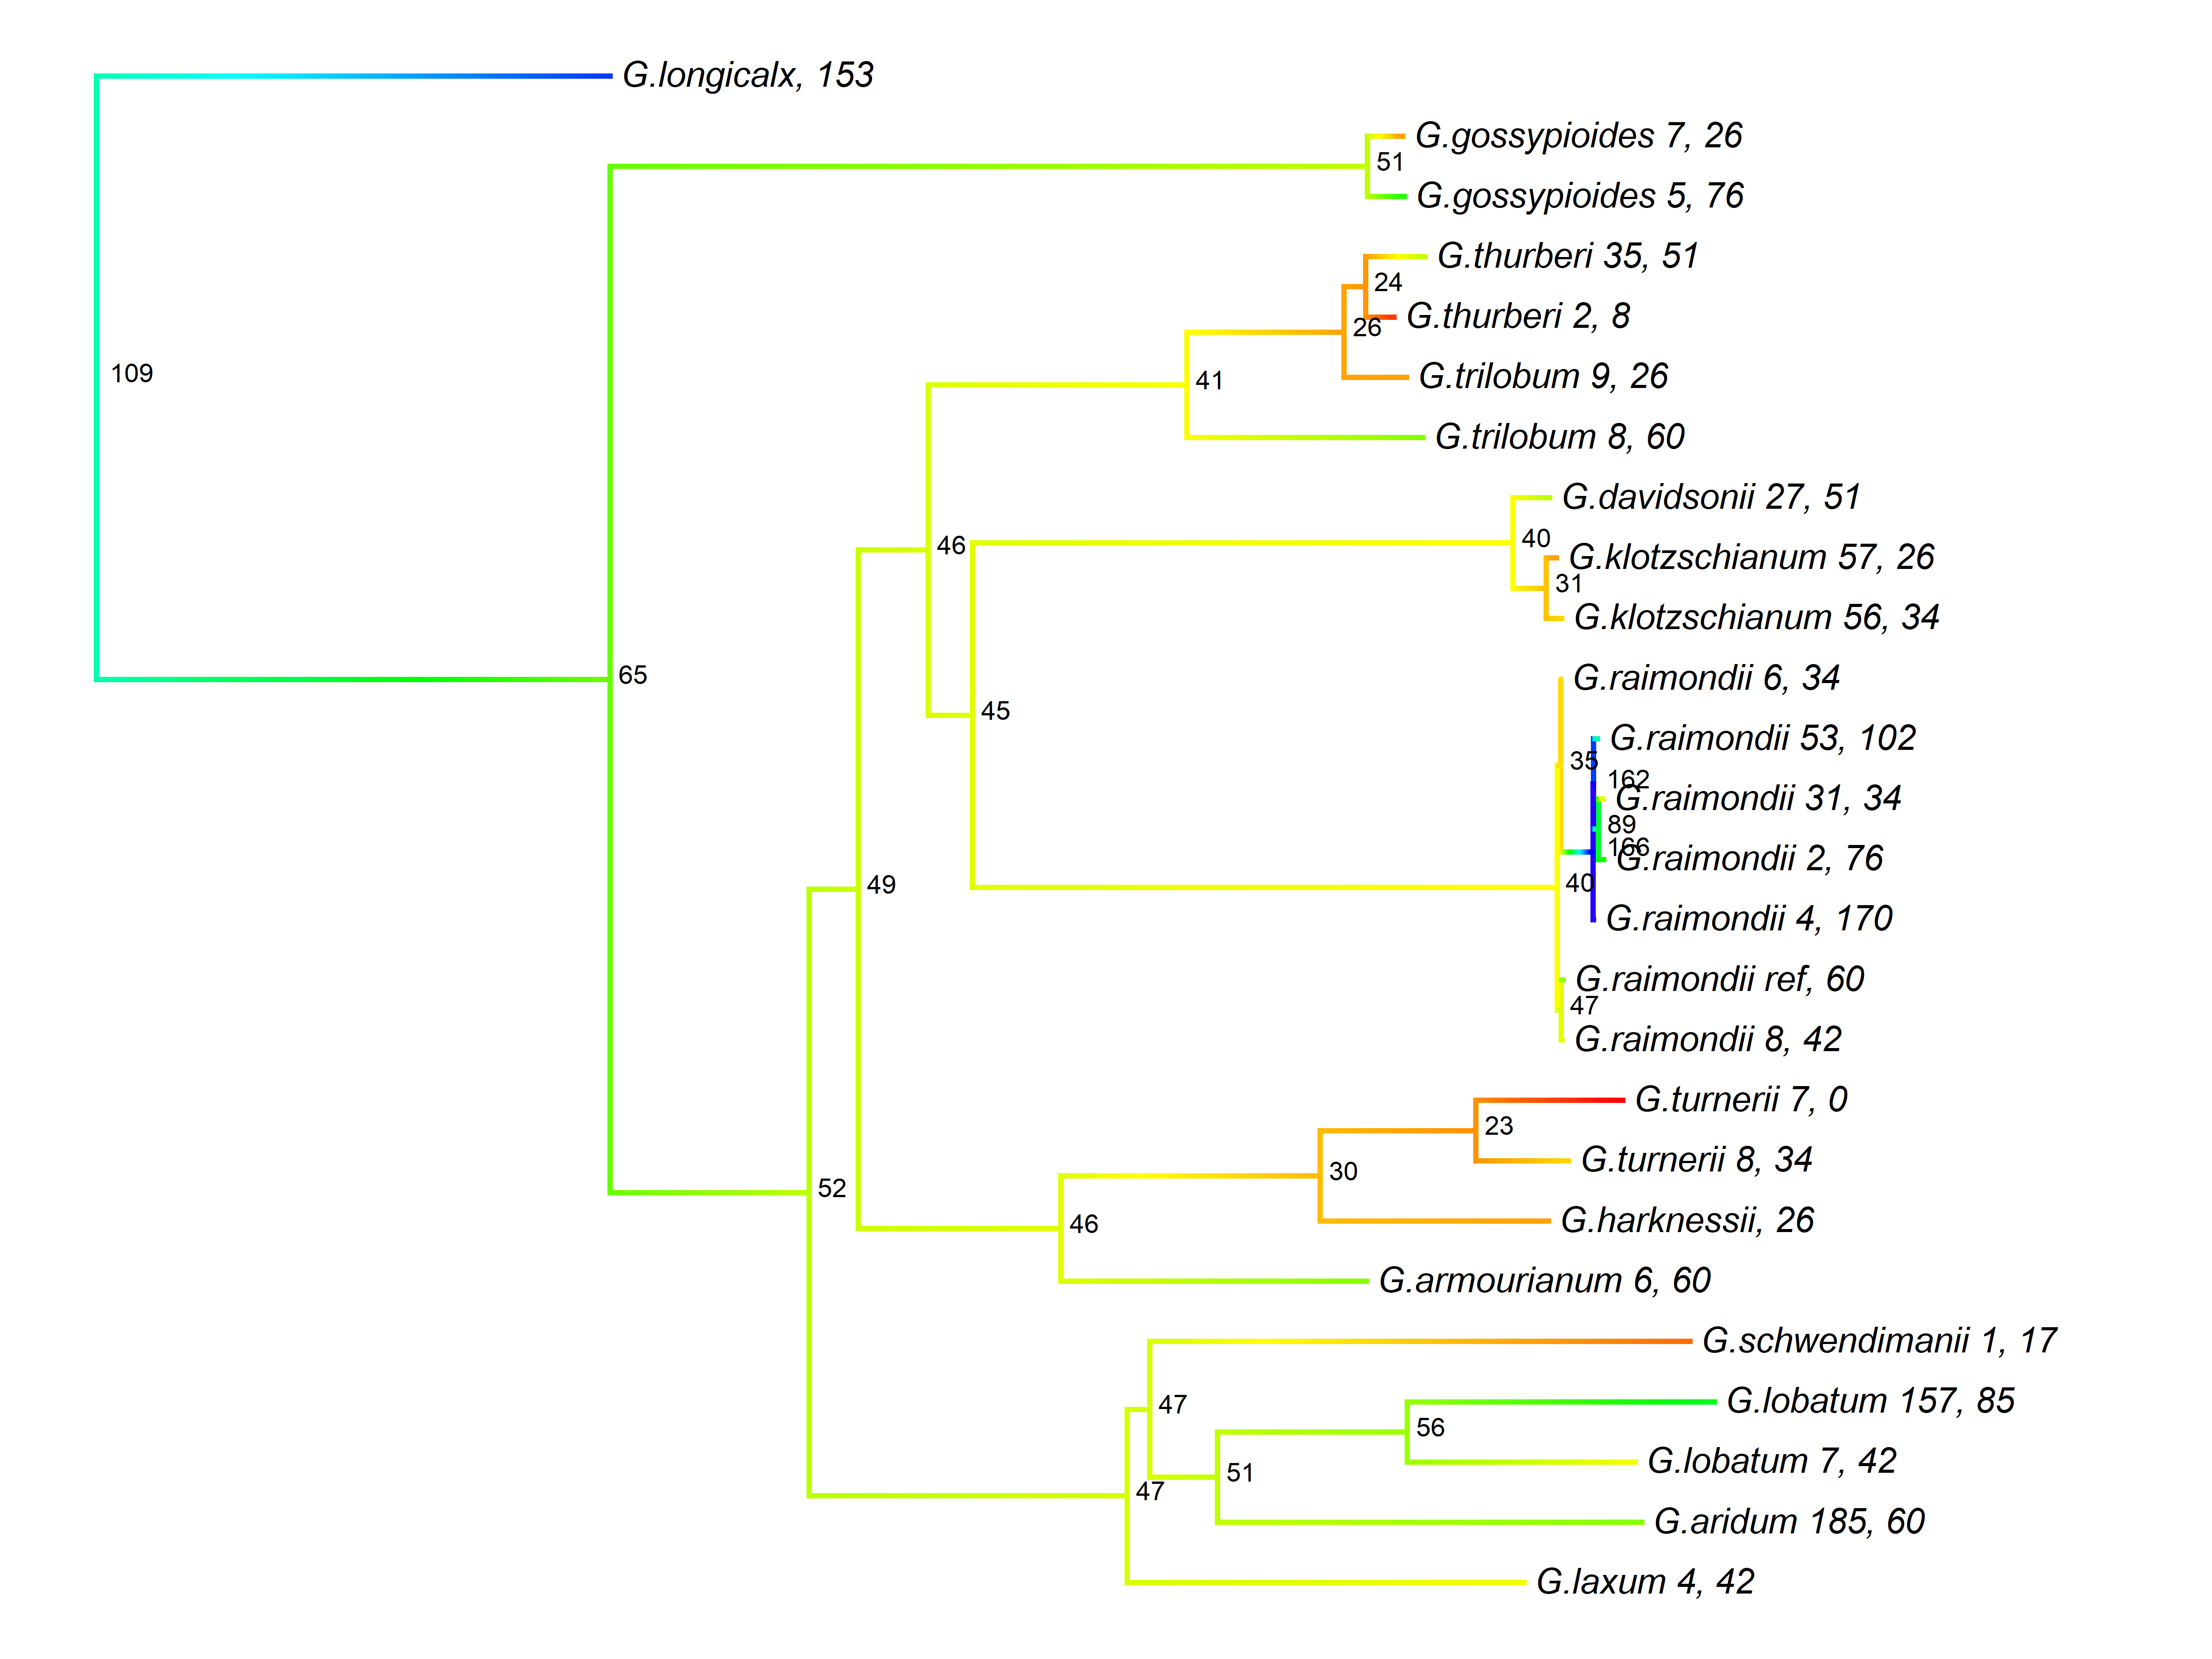 G.longicalx, 153
G.gossypioides 7, 26
51
G.gossypioides 5, 76
G.thurberi 35, 51
24
G.thurberi 2, 8
26
109
G.trilobum 9, 26
41
G.trilobum 8, 60
G.davidsonii 27, 51
40
46
G.klotzschianum 57, 26
31
G.klotzschianum 56, 34
65
G.raimondii 6, 34
45
G.raimondii 53, 102
35
162
G.raimondii 31, 34
89
166
G.raimondii 2, 76
40
49
G.raimondii 4, 170
G.raimondii ref, 60
47
G.raimondii 8, 42
G.turnerii 7, 0
23
G.turnerii 8, 34
30
52
G.harknessii, 26
46
G.armourianum 6, 60
G.schwendimanii 1, 17
47
G.lobatum 157, 85
56
G.lobatum 7, 42
51
47
G.aridum 185, 60
G.laxum 4, 42